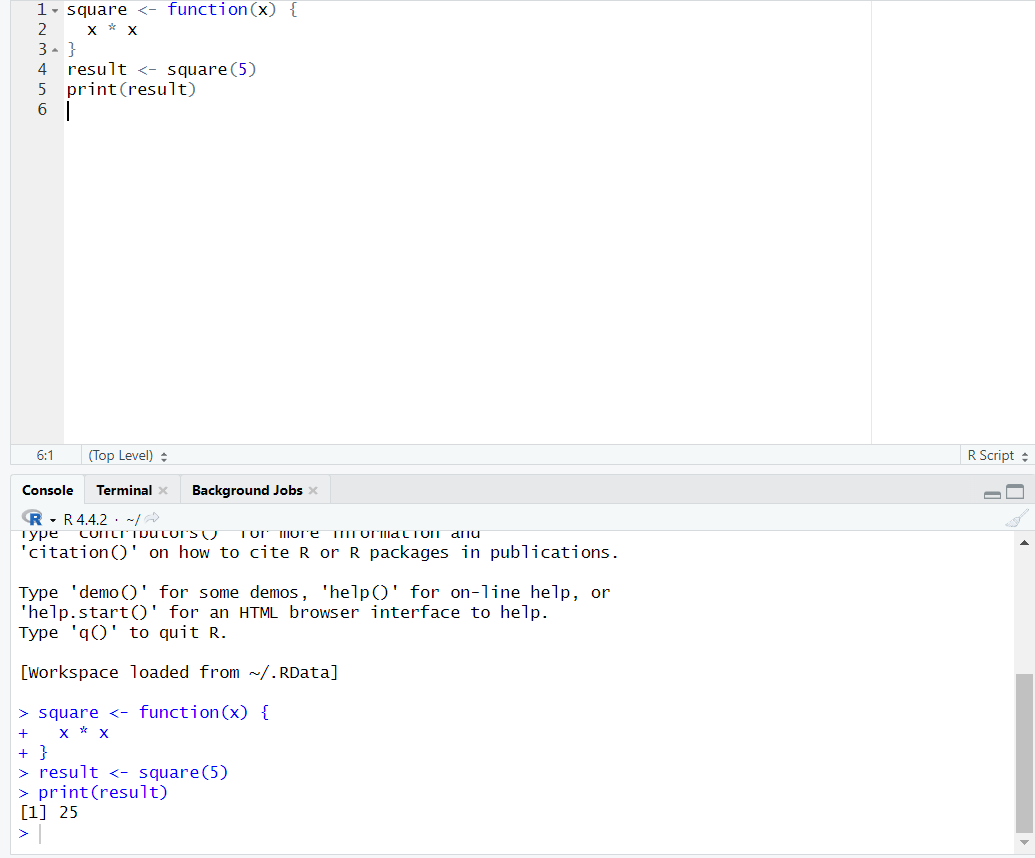 1 square <- function(x) {
2   x * x
3 }
4 result <- square(5)
5 print(result)
6
6:1 (Top Level) R Script
Console Terminal Background Jobs
R R 4.4.2 · ~/
Type 'contributors()' for more information and
'citation()' on how to cite R or R packages in publications.

Type 'demo()' for some demos, 'help()' for on-line help, or
'help.start()' for an HTML browser interface to help.
Type 'q()' to quit R.

[Workspace loaded from ~/.RData]

> square <- function(x) {
+   x * x
+ }
> result <- square(5)
> print(result)
[1] 25
>